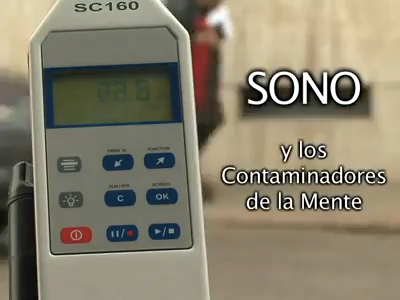 SC160
SONO
y los
Contaminadores
de la Mente
C
OK